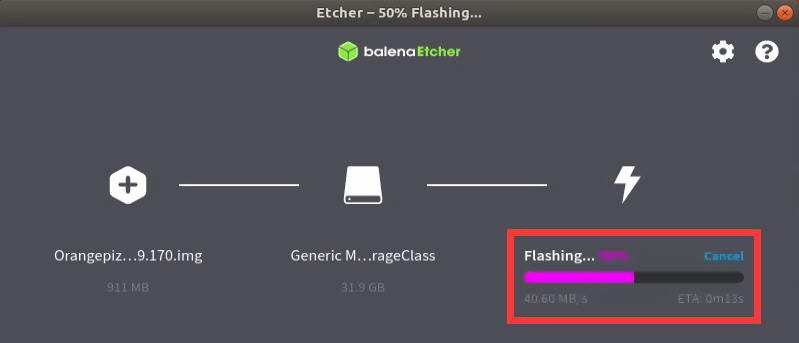 Etcher – 50% Flashing...
balenaEtcher
Orangepiz...9.170.img
Generic M...rageClass
Flashing... 50% Cancel
911 MB
31.9 GB
40.60 MB/s ETA: 0m13s